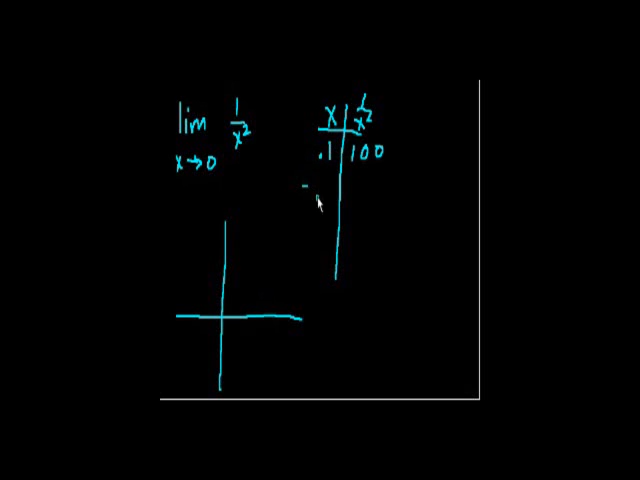 lim 1/x²
x→0
x | 1/x²
.1 | 100
-